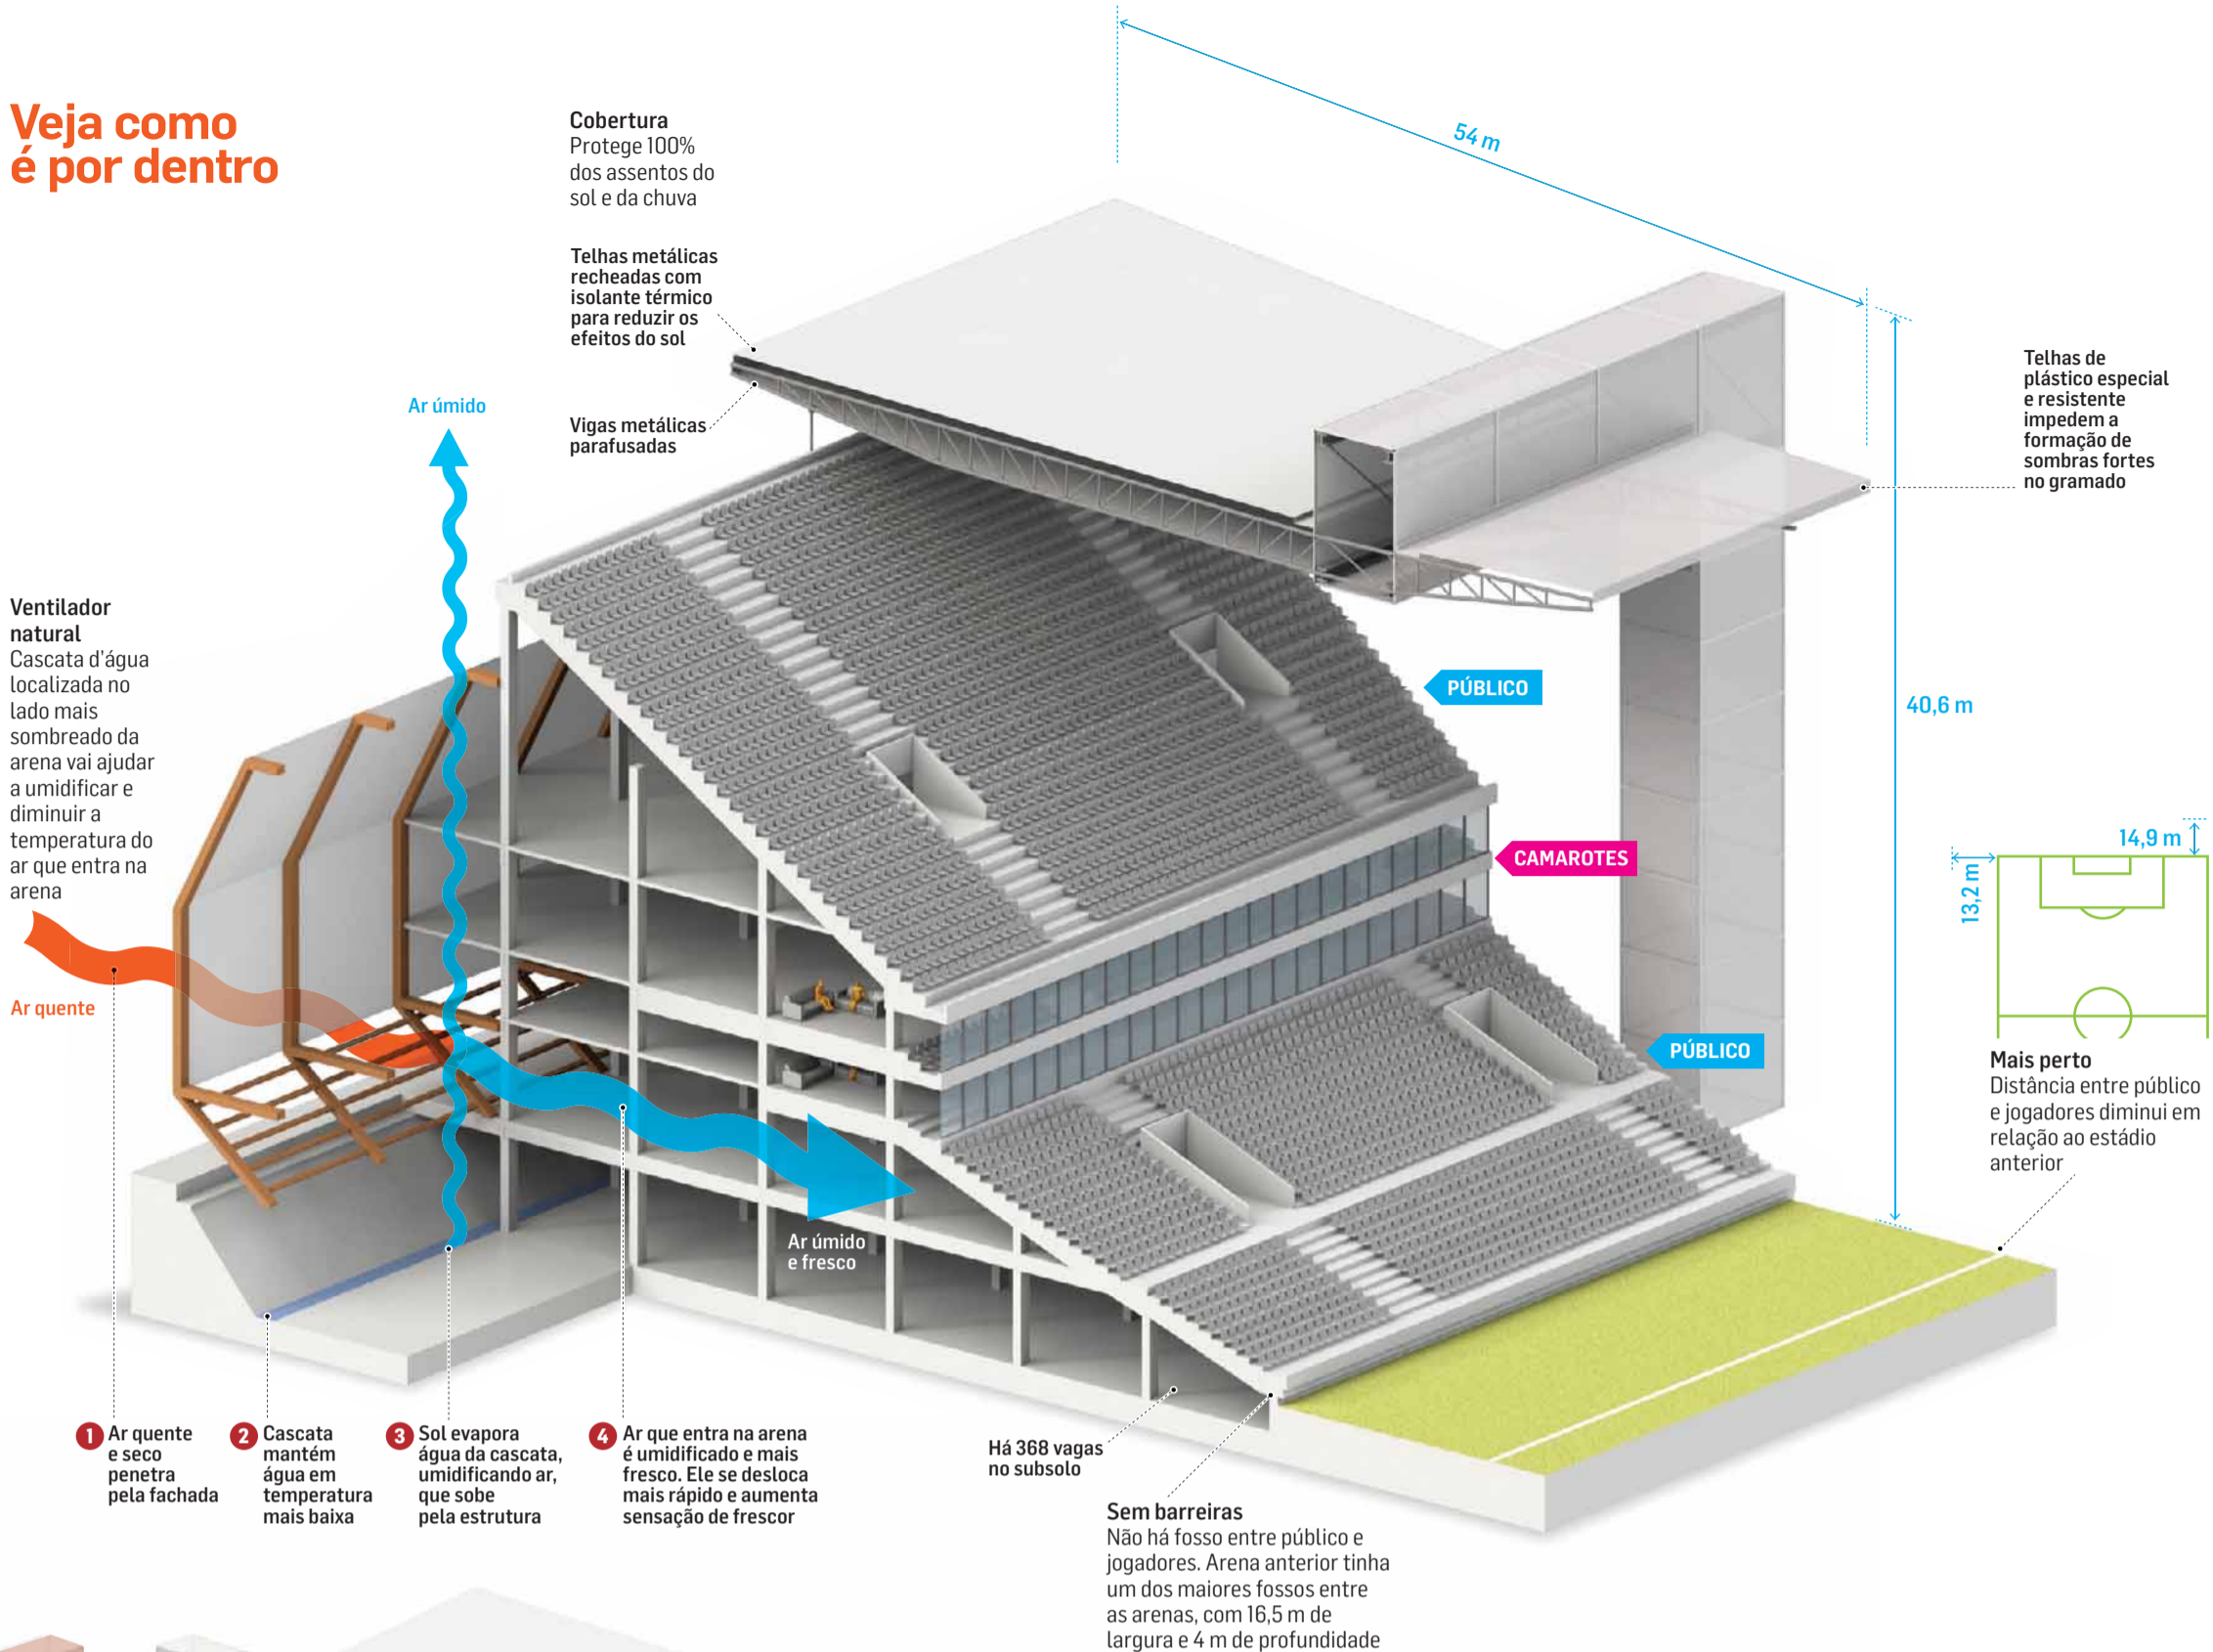 Veja como
é por dentro
Cobertura
Protege 100%
dos assentos do
sol e da chuva
Telhas metálicas
recheadas com
isolante térmico
para reduzir os
efeitos do sol
Vigas metálicas
parafusadas
54 m
Telhas de
plástico especial
e resistente
impedem a
formação de
sombras fortes
no gramado
40,6 m
Ar úmido
Ventilador
natural
Cascata d'água
localizada no
lado mais
sombreado da
arena vai ajudar
a umidificar e
diminuir a
temperatura do
ar que entra na
arena
Ar quente
PÚBLICO
CAMAROTES
PÚBLICO
14,9 m
13,2 m
Mais perto
Distância entre público
e jogadores diminui em
relação ao estádio
anterior
Ar úmido
e fresco
1 Ar quente
e seco
penetra
pela fachada
2 Cascata
mantém
água em
temperatura
mais baixa
3 Sol evapora
água da cascata,
umidificando ar,
que sobe
pela estrutura
4 Ar que entra na arena
é umidificado e mais
fresco. Ele se desloca
mais rápido e aumenta
sensação de frescor
Há 368 vagas
no subsolo
Sem barreiras
Não há fosso entre público e
jogadores. Arena anterior tinha
um dos maiores fossos entre
as arenas, com 16,5 m de
largura e 4 m de profundidade